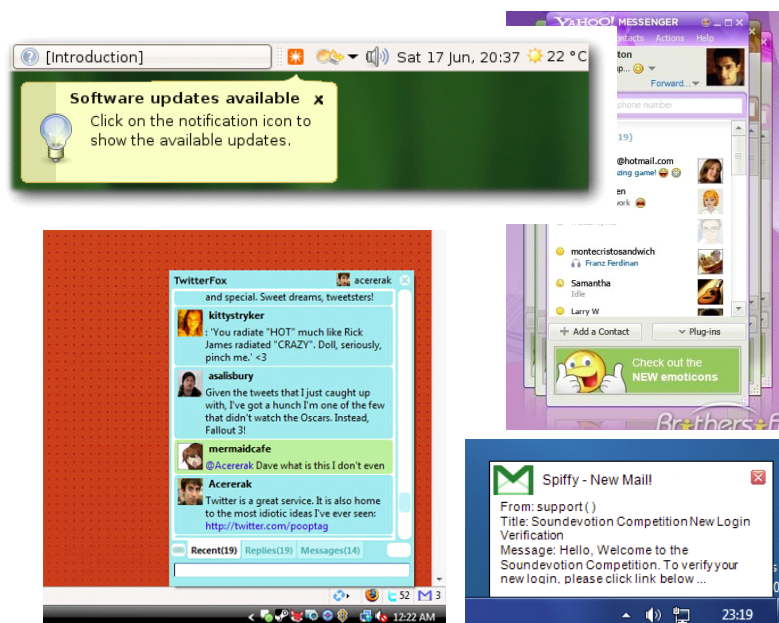 [Introduction]
Sat 17 Jun, 20:37
22 °C
Software updates available x
Click on the notification icon to
show the available updates.
YAHOO! MESSENGER
Actions Help
Forward...
phone number
19)
@hotmail.com
zing game!
montecristosandwich
Franz Ferdinan
Samantha
Idle
Larry W
+ Add a Contact
Plug-ins
Check out the
NEW emoticons
TwitterFox
acererak
and special. Sweet dreams, tweetsters!
kittystryker
: 'You radiate "HOT" much like Rick
James radiated "CRAZY". Doll, seriously,
pinch me.' <3
asalisbury
Given the tweets that I just caught up
with, I've got a hunch I'm one of the few
that didn't watch the Oscars. Instead,
Fallout 3!
mermaidcafe
@Acererak Dave what is this I don't even
Acererak
Twitter is a great service. It is also home
to the most idiotic ideas I've ever seen:
http://twitter.com/pooptag
Recent(19) Replies(19) Messages(14)
52 3
12:22 AM
Spiffy - New Mail!
From: support ( )
Title: Soundevotion Competition New Login
Verification
Message: Hello, Welcome to the
Soundevotion Competition. To verify your
new login, please click link below ...
23:19